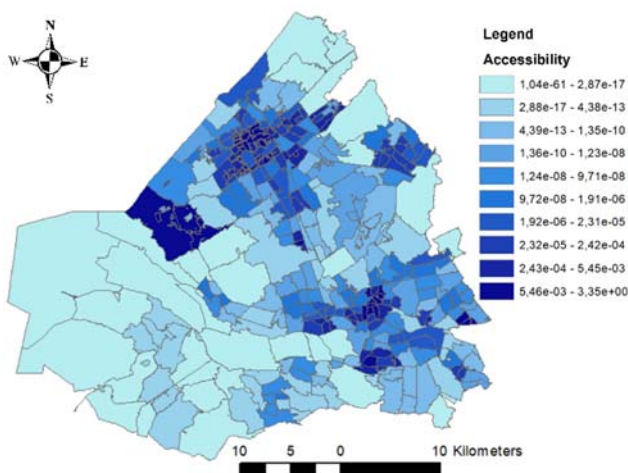 N
W E
S
Legend
Accessibility
1,04e-61 - 2,87e-17
2,88e-17 - 4,38e-13
4,39e-13 - 1,35e-10
1,36e-10 - 1,23e-08
1,24e-08 - 9,71e-08
9,72e-08 - 1,91e-06
1,92e-06 - 2,31e-05
2,32e-05 - 2,42e-04
2,43e-04 - 5,45e-03
5,46e-03 - 3,35e+00
10 5 0 10 Kilometers